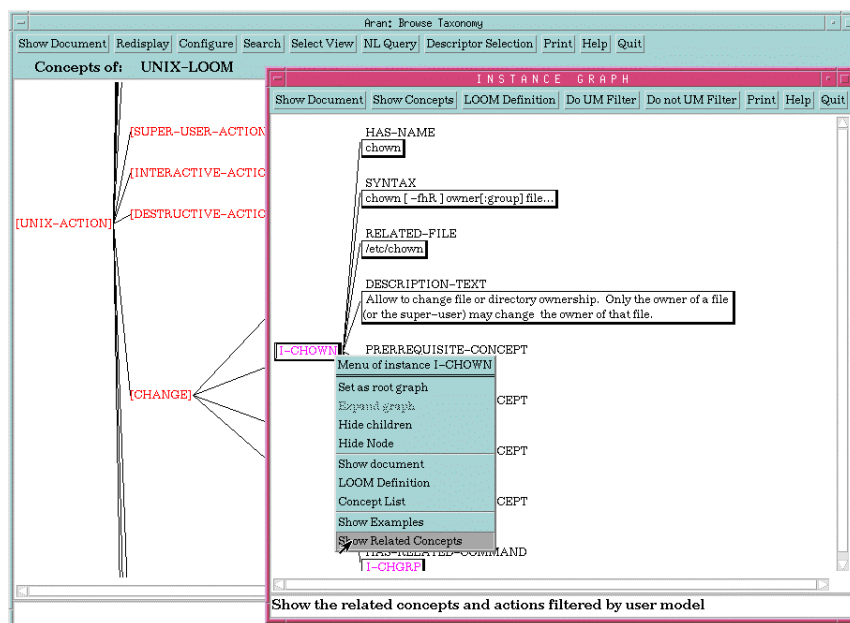 Aran: Browse Taxonomy
Show Document Redisplay Configure Search Select View NL Query Descriptor Selection Print Help Quit
Concepts of: UNIX-LOOM
INSTANCE GRAPH
Show Document Show Concepts LOOM Definition Do UM Filter Do not UM Filter Print Help Quit
[SUPER-USER-ACTION
[INTERACTIVE-ACTIO
[DESTRUCTIVE-ACTIO
[UNIX-ACTION]
[CHANGE]
HAS-NAME
chown
SYNTAX
chown [ -fhR ] owner[:group] file...
RELATED-FILE
/etc/chown
DESCRIPTION-TEXT
Allow to change file or directory ownership. Only the owner of a file
(or the super-user) may change the owner of that file.
I-CHOWN
PRERREQUISITE-CONCEPT
Menu of instance I-CHOWN
Set as root graph
Expand graph
CEPT
Hide children
Hide Node
CEPT
Show document
LOOM Definition
Concept List
CEPT
Show Examples
Show Related Concepts
HAS-RELATED-COMMAND
I-CHGRP
Show the related concepts and actions filtered by user model